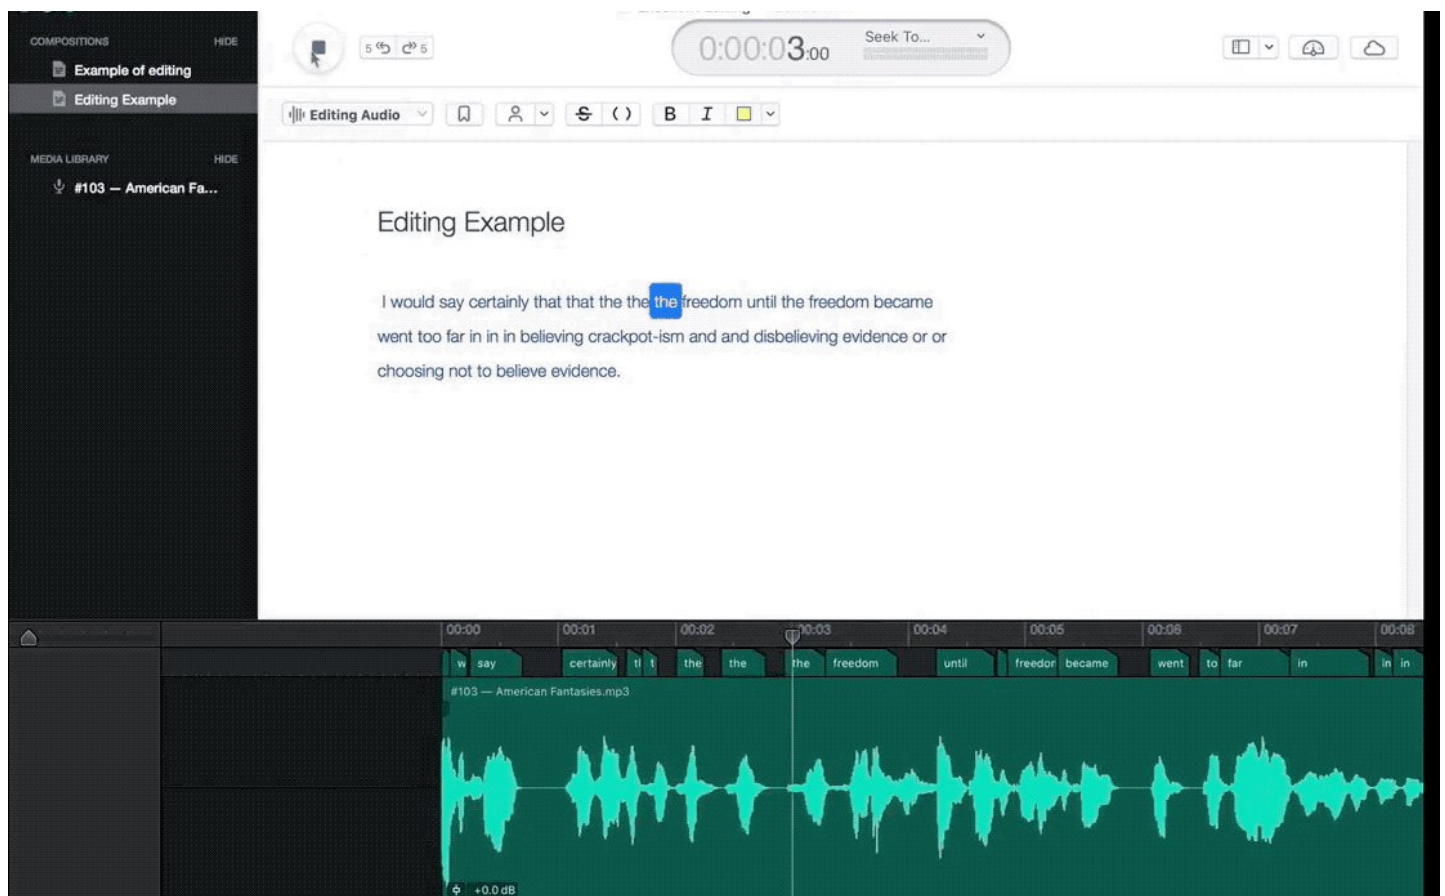 COMPOSITIONS HIDE
Example of editing
Editing Example
MEDIA LIBRARY HIDE
#103 — American Fa...
5 5
0:00:03:00
Seek To...
Editing Audio
S ( ) B I
Editing Example
I would say certainly that that the the the freedom until the freedom became
went too far in in in believing crackpot-ism and and disbelieving evidence or or
choosing not to believe evidence.
00:00 00:01 00:02 00:03 00:04 00:05 00:06 00:07 00:08
w say certainly t the the the freedom until freedor became went to far in in in
#103 — American Fantasies.mp3
+0.0 dB